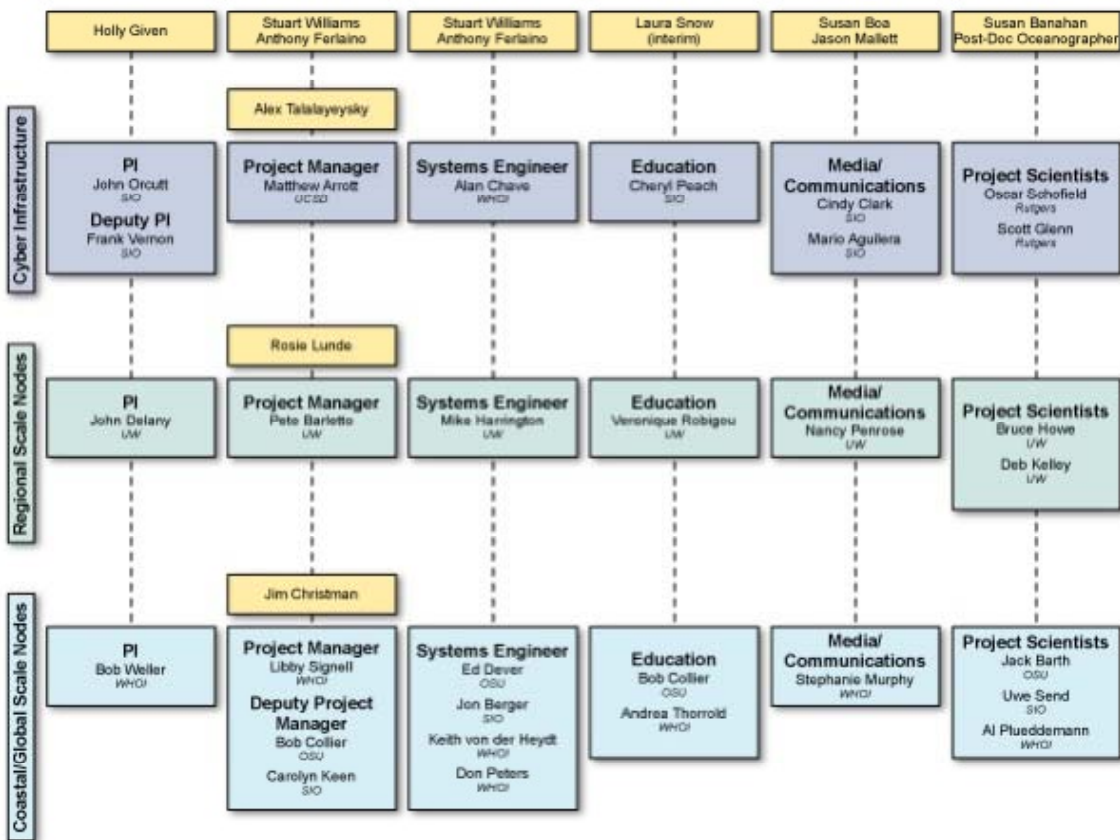 Holly Given
Stuart Williams
Anthony Ferlaino
Stuart Williams
Anthony Ferlaino
Laura Snow
(interim)
Susan Boa
Jason Mallett
Susan Banahan
Post-Doc Oceanographer
Alex Talalayeysky
Cyber Infrastructure
PI
John Orcutt
SIO
Deputy PI
Frank Vernon
SIO
Project Manager
Matthew Arrott
UCSD
Systems Engineer
Alan Chave
WHOI
Education
Cheryl Peach
SIO
Media/
Communications
Cindy Clark
SIO
Mario Aguilera
SIO
Project Scientists
Oscar Schofield
Rutgers
Scott Glenn
Rutgers
Rosie Lunde
Regional Scale Nodes
PI
John Delany
UW
Project Manager
Pete Barletto
UW
Systems Engineer
Mike Harrington
UW
Education
Veronique Robigou
UW
Media/
Communications
Nancy Penrose
UW
Project Scientists
Bruce Howe
UW
Deb Kelley
UW
Jim Christman
Coastal/Global Scale Nodes
PI
Bob Weller
WHOI
Project Manager
Libby Signell
WHOI
Deputy Project
Manager
Bob Collier
OSU
Carolyn Keen
SIO
Systems Engineer
Ed Dever
OSU
Jon Berger
SIO
Keith von der Heydt
WHOI
Don Peters
WHOI
Education
Bob Collier
OSU
Andrea Thorrold
WHOI
Media/
Communications
Stephanie Murphy
WHOI
Project Scientists
Jack Barth
OSU
Uwe Send
SIO
Al Plueddemann
WHOI